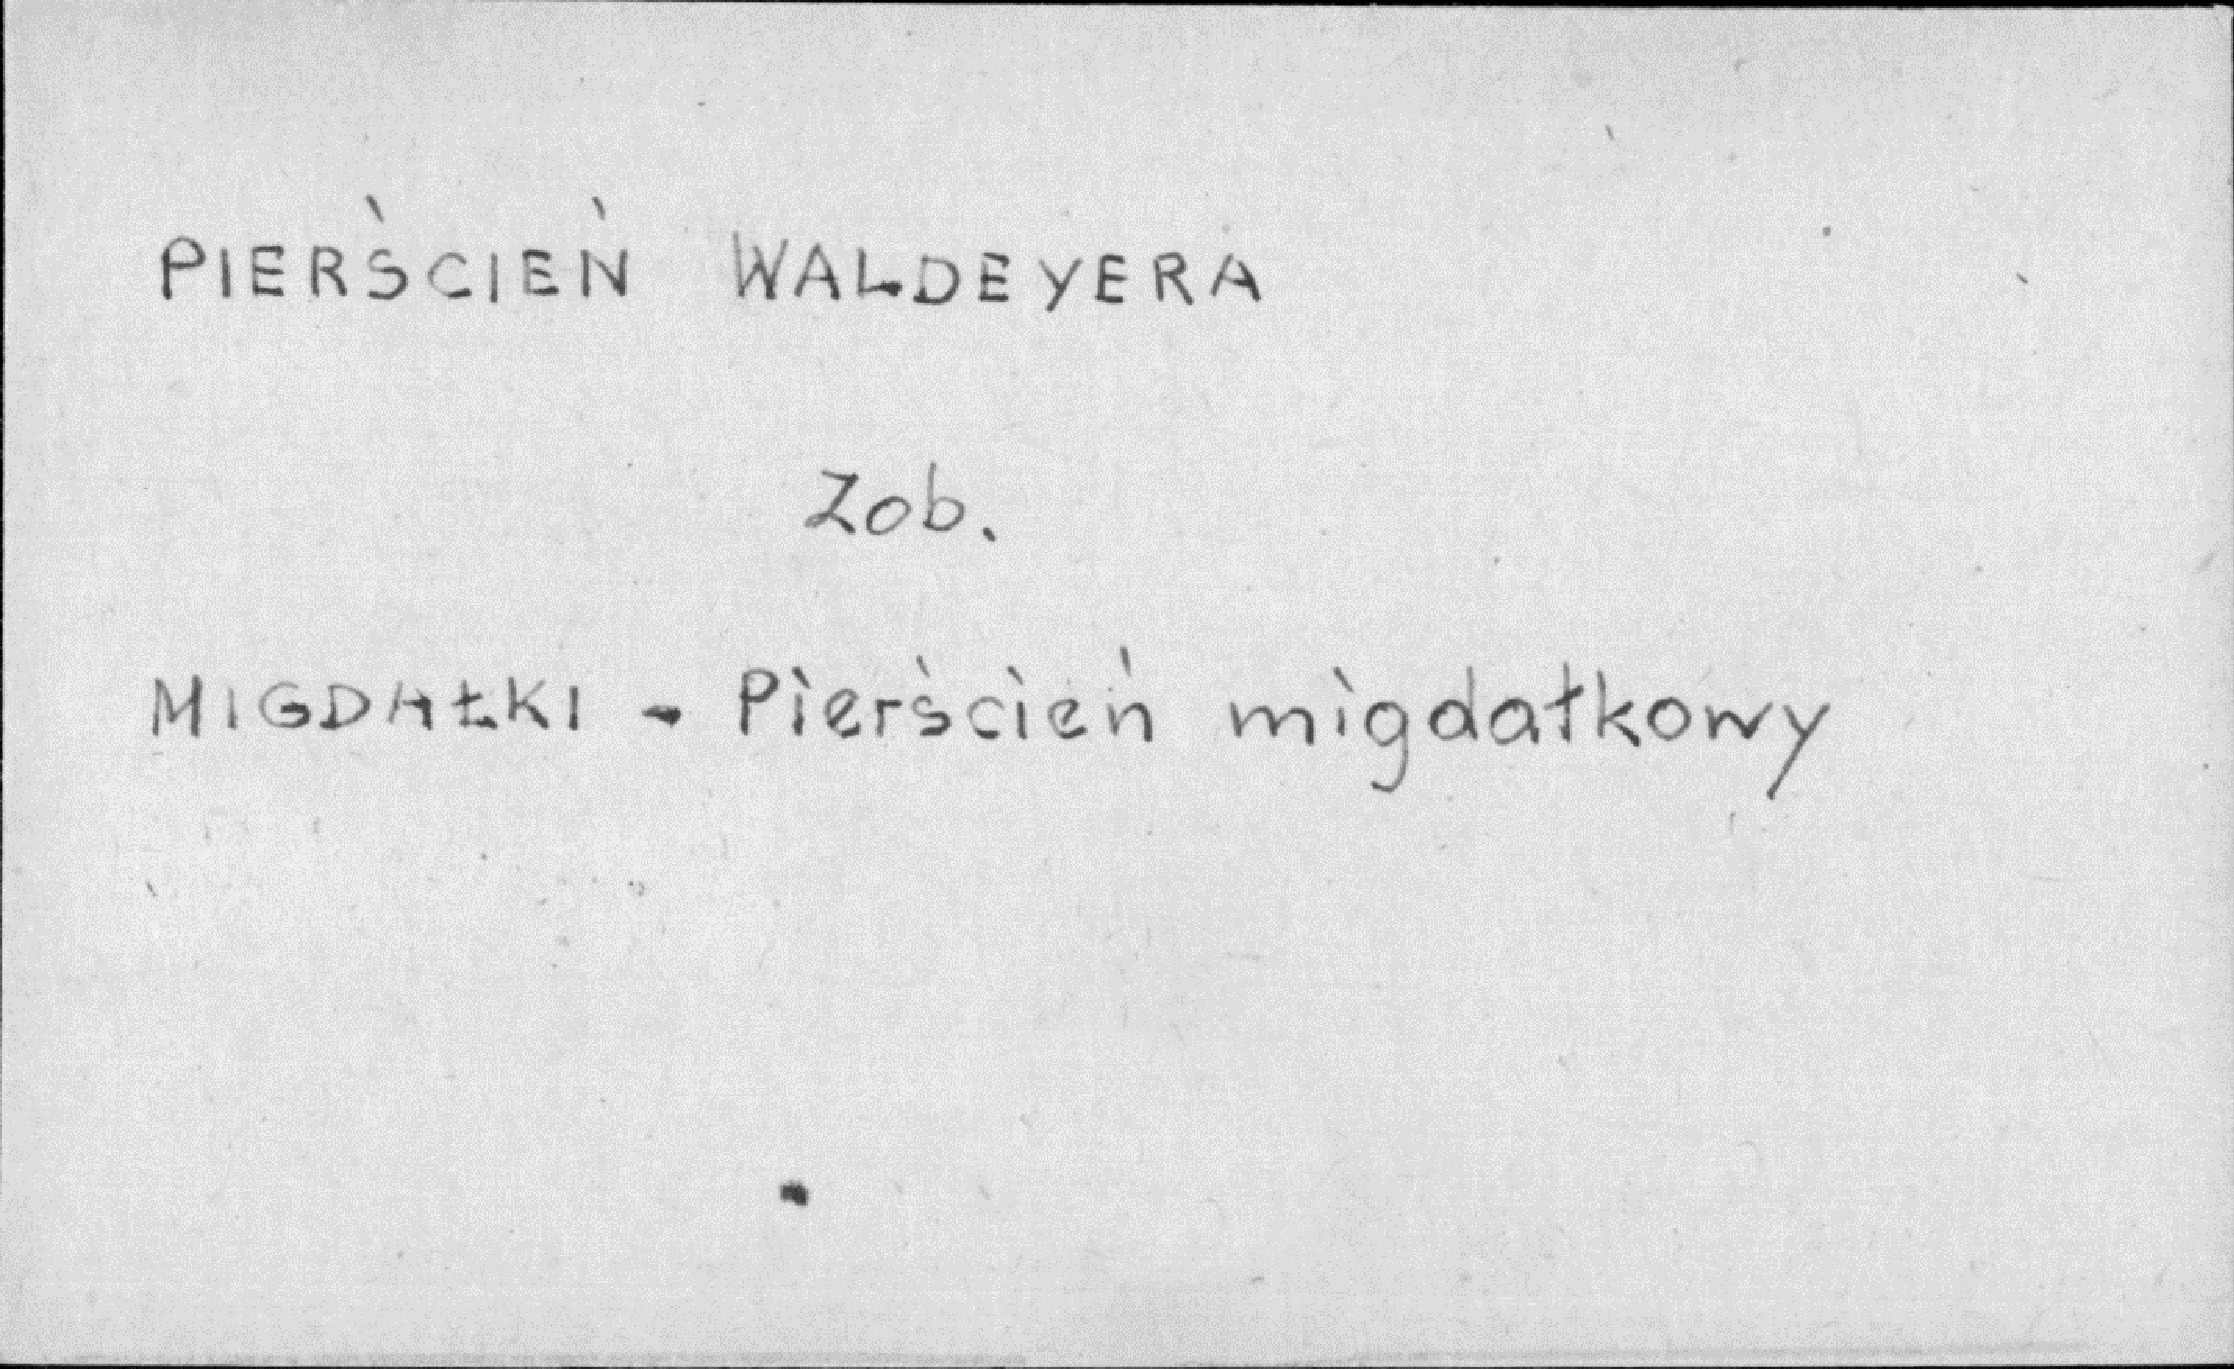 PIERŚCIEŃ WALDEYERA
Zob.
MIGDAŁKI - Pierścień migdałkowy